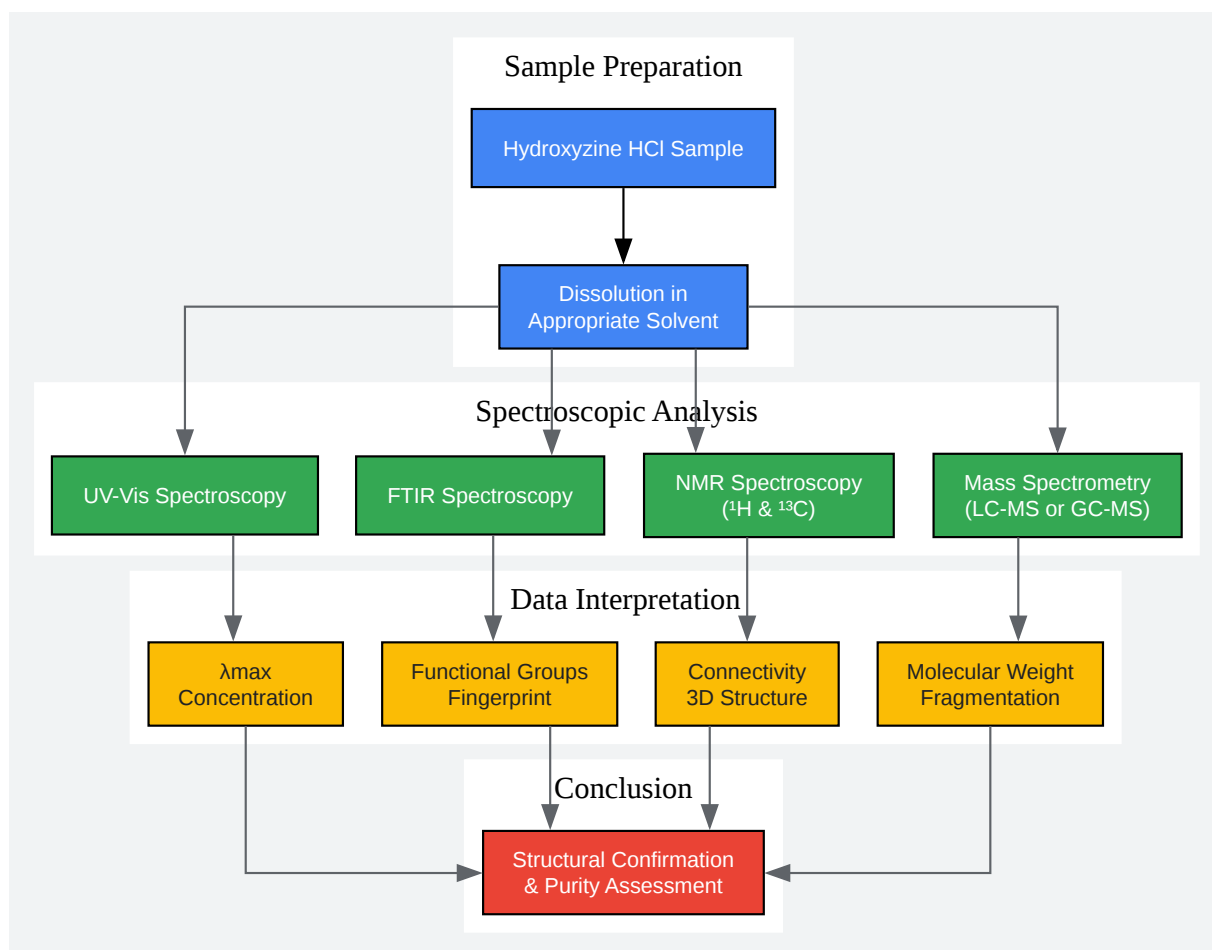 Sample Preparation
Hydroxyzine HCl Sample
Dissolution in
Appropriate Solvent
Spectroscopic Analysis
UV-Vis Spectroscopy
FTIR Spectroscopy
NMR Spectroscopy
(¹H & ¹³C)
Mass Spectrometry
(LC-MS or GC-MS)
Data Interpretation
λmax
Concentration
Functional Groups
Fingerprint
Connectivity
3D Structure
Molecular Weight
Fragmentation
Conclusion
Structural Confirmation
& Purity Assessment